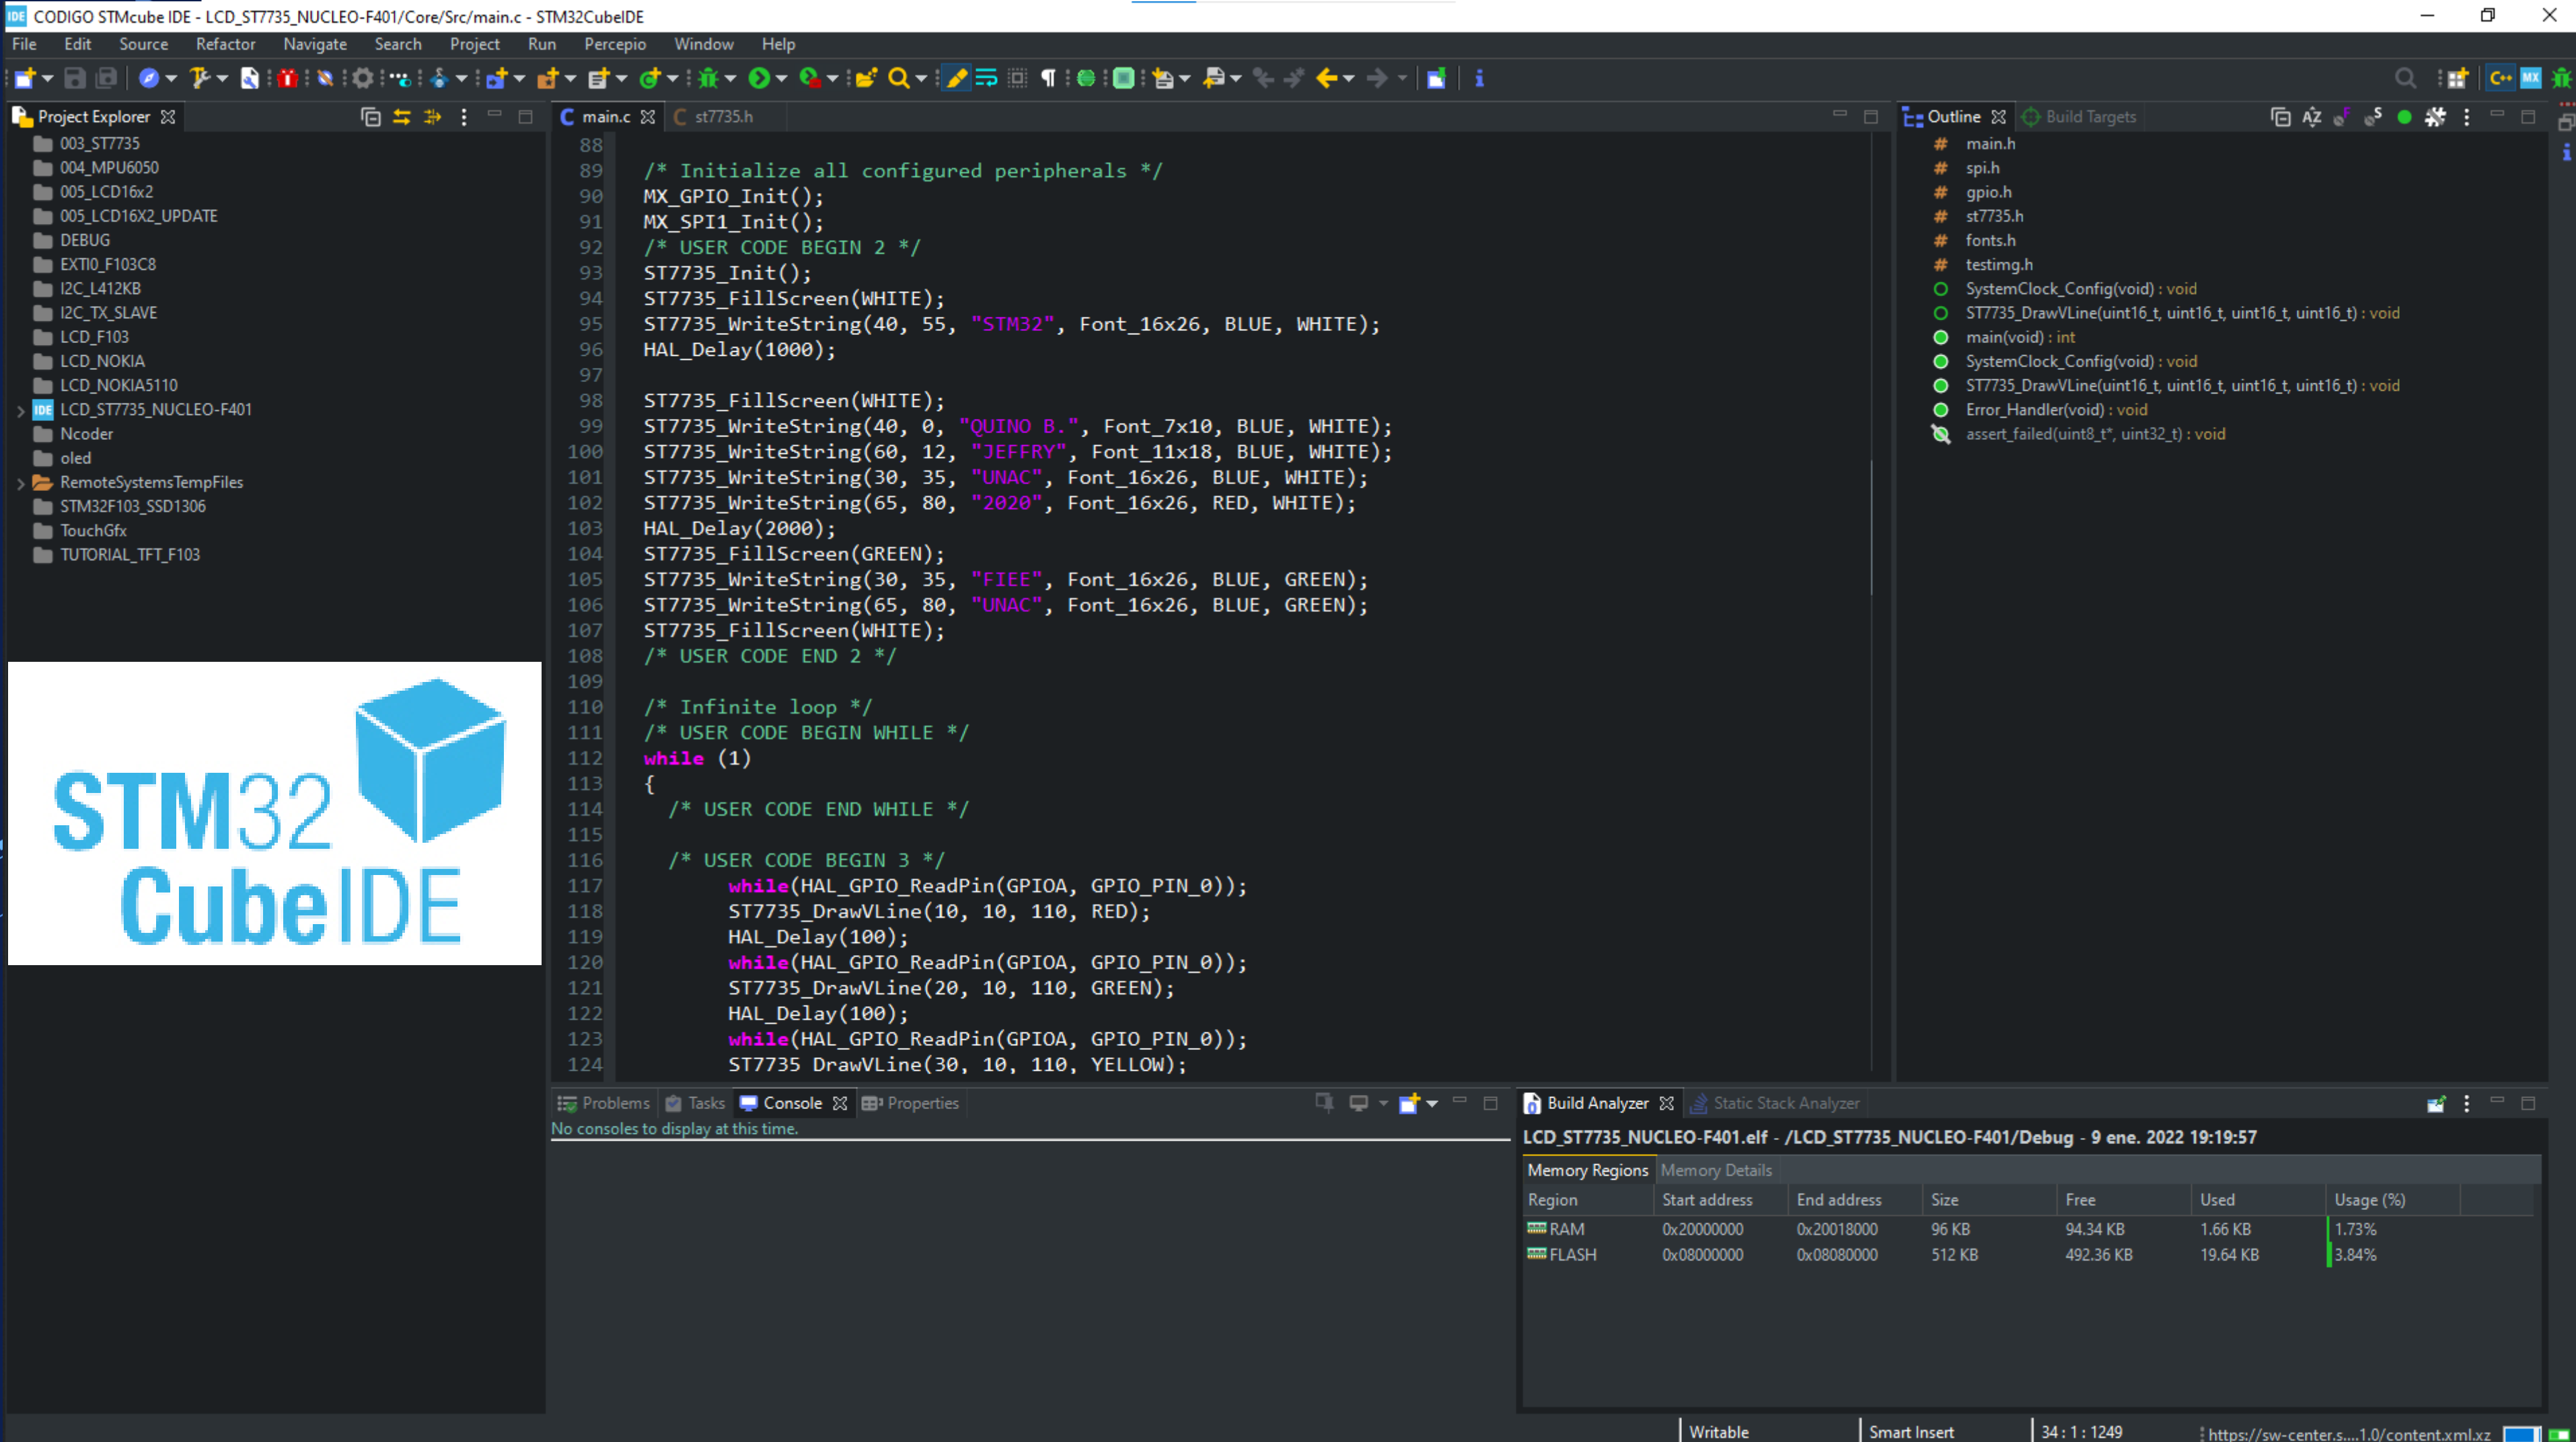 IDE CODIGO STMcube IDE - LCD_ST7735_NUCLEO-F401/Core/Src/main.c - STM32CubeIDE
File Edit Source Refactor Navigate Search Project Run Percepio Window Help
C++ MX
Project Explorer
003_ST7735
004_MPU6050
005_LCD16x2
005_LCD16X2_UPDATE
DEBUG
EXTI0_F103C8
I2C_L412KB
I2C_TX_SLAVE
LCD_F103
LCD_NOKIA
LCD_NOKIA5110
IDE LCD_ST7735_NUCLEO-F401
Ncoder
oled
RemoteSystemsTempFiles
STM32F103_SSD1306
TouchGfx
TUTORIAL_TFT_F103
STM32
CubeIDE
main.c st7735.h
88
89 /* Initialize all configured peripherals */
90 MX_GPIO_Init();
91 MX_SPI1_Init();
92 /* USER CODE BEGIN 2 */
93 ST7735_Init();
94 ST7735_FillScreen(WHITE);
95 ST7735_WriteString(40, 55, "STM32", Font_16x26, BLUE, WHITE);
96 HAL_Delay(1000);
97
98 ST7735_FillScreen(WHITE);
99 ST7735_WriteString(40, 0, "QUINO B.", Font_7x10, BLUE, WHITE);
100 ST7735_WriteString(60, 12, "JEFFRY", Font_11x18, BLUE, WHITE);
101 ST7735_WriteString(30, 35, "UNAC", Font_16x26, BLUE, WHITE);
102 ST7735_WriteString(65, 80, "2020", Font_16x26, RED, WHITE);
103 HAL_Delay(2000);
104 ST7735_FillScreen(GREEN);
105 ST7735_WriteString(30, 35, "FIEE", Font_16x26, BLUE, GREEN);
106 ST7735_WriteString(65, 80, "UNAC", Font_16x26, BLUE, GREEN);
107 ST7735_FillScreen(WHITE);
108 /* USER CODE END 2 */
109
110 /* Infinite loop */
111 /* USER CODE BEGIN WHILE */
112 while (1)
113 {
114 /* USER CODE END WHILE */
115
116 /* USER CODE BEGIN 3 */
117 while(HAL_GPIO_ReadPin(GPIOA, GPIO_PIN_0));
118 ST7735_DrawVLine(10, 10, 110, RED);
119 HAL_Delay(100);
120 while(HAL_GPIO_ReadPin(GPIOA, GPIO_PIN_0));
121 ST7735_DrawVLine(20, 10, 110, GREEN);
122 HAL_Delay(100);
123 while(HAL_GPIO_ReadPin(GPIOA, GPIO_PIN_0));
124 ST7735 DrawVLine(30, 10, 110, YELLOW);
Outline Build Targets
main.h
spi.h
gpio.h
st7735.h
fonts.h
testimg.h
SystemClock_Config(void) : void
ST7735_DrawVLine(uint16_t, uint16_t, uint16_t, uint16_t) : void
main(void) : int
SystemClock_Config(void) : void
ST7735_DrawVLine(uint16_t, uint16_t, uint16_t, uint16_t) : void
Error_Handler(void) : void
assert_failed(uint8_t*, uint32_t) : void
Problems Tasks Console Properties
No consoles to display at this time.
Build Analyzer Static Stack Analyzer
LCD_ST7735_NUCLEO-F401.elf - /LCD_ST7735_NUCLEO-F401/Debug - 9 ene. 2022 19:19:57
Memory Regions Memory Details
Region Start address End address Size Free Used Usage (%)
RAM 0x20000000 0x20018000 96 KB 94.34 KB 1.66 KB 1.73%
FLASH 0x08000000 0x08080000 512 KB 492.36 KB 19.64 KB 3.84%
Writable Smart Insert 34 : 1 : 1249 https://sw-center.s....1.0/content.xml.xz